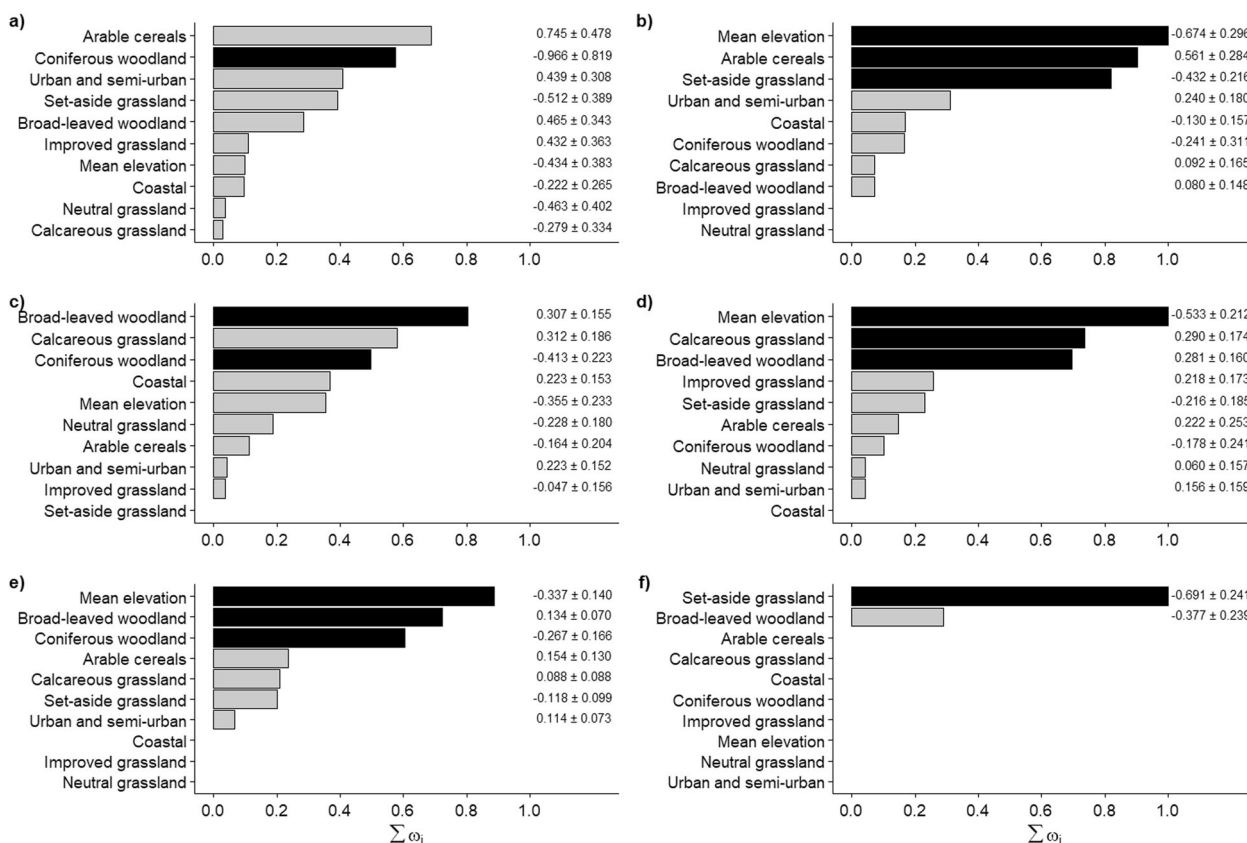 a)
Arable cereals 0.745 ± 0.478
Coniferous woodland -0.966 ± 0.819
Urban and semi-urban 0.439 ± 0.308
Set-aside grassland -0.512 ± 0.389
Broad-leaved woodland 0.465 ± 0.343
Improved grassland 0.432 ± 0.363
Mean elevation -0.434 ± 0.383
Coastal -0.222 ± 0.265
Neutral grassland -0.463 ± 0.402
Calcareous grassland -0.279 ± 0.334
0.0 0.2 0.4 0.6 0.8 1.0
b)
Mean elevation -0.674 ± 0.296
Arable cereals 0.561 ± 0.284
Set-aside grassland -0.432 ± 0.216
Urban and semi-urban 0.240 ± 0.180
Coastal -0.130 ± 0.157
Coniferous woodland -0.241 ± 0.311
Calcareous grassland 0.092 ± 0.165
Broad-leaved woodland 0.080 ± 0.148
Improved grassland
Neutral grassland
0.0 0.2 0.4 0.6 0.8 1.0
c)
Broad-leaved woodland 0.307 ± 0.155
Calcareous grassland 0.312 ± 0.186
Coniferous woodland -0.413 ± 0.223
Coastal 0.223 ± 0.153
Mean elevation -0.355 ± 0.233
Neutral grassland -0.228 ± 0.180
Arable cereals -0.164 ± 0.204
Urban and semi-urban 0.223 ± 0.152
Improved grassland -0.047 ± 0.156
Set-aside grassland
0.0 0.2 0.4 0.6 0.8 1.0
d)
Mean elevation -0.533 ± 0.212
Calcareous grassland 0.290 ± 0.174
Broad-leaved woodland 0.281 ± 0.160
Improved grassland 0.218 ± 0.173
Set-aside grassland -0.216 ± 0.185
Arable cereals 0.222 ± 0.253
Coniferous woodland -0.178 ± 0.241
Neutral grassland 0.060 ± 0.157
Urban and semi-urban 0.156 ± 0.159
Coastal
0.0 0.2 0.4 0.6 0.8 1.0
e)
Mean elevation -0.337 ± 0.140
Broad-leaved woodland 0.134 ± 0.070
Coniferous woodland -0.267 ± 0.166
Arable cereals 0.154 ± 0.130
Calcareous grassland 0.088 ± 0.088
Set-aside grassland -0.118 ± 0.099
Urban and semi-urban 0.114 ± 0.073
Coastal
Improved grassland
Neutral grassland
0.0 0.2 0.4 0.6 0.8 1.0
∑ ωi
f)
Set-aside grassland -0.691 ± 0.241
Broad-leaved woodland -0.377 ± 0.239
Arable cereals
Calcareous grassland
Coastal
Coniferous woodland
Improved grassland
Mean elevation
Neutral grassland
Urban and semi-urban
0.0 0.2 0.4 0.6 0.8 1.0
∑ ωi